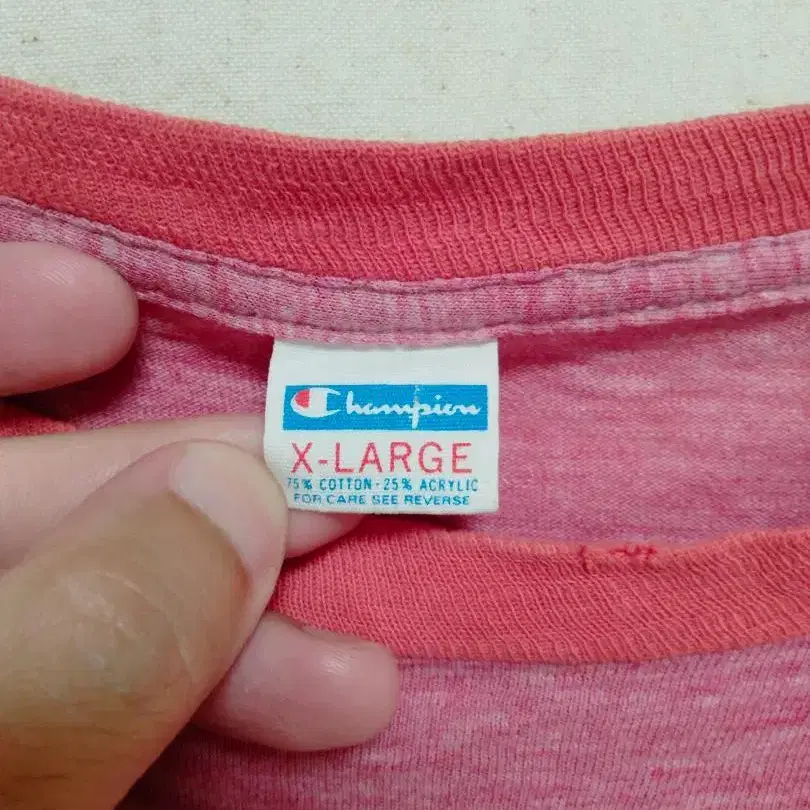 Champion
X-LARGE
75% COTTON-25% ACRYLIC
FOR CARE SEE REVERSE